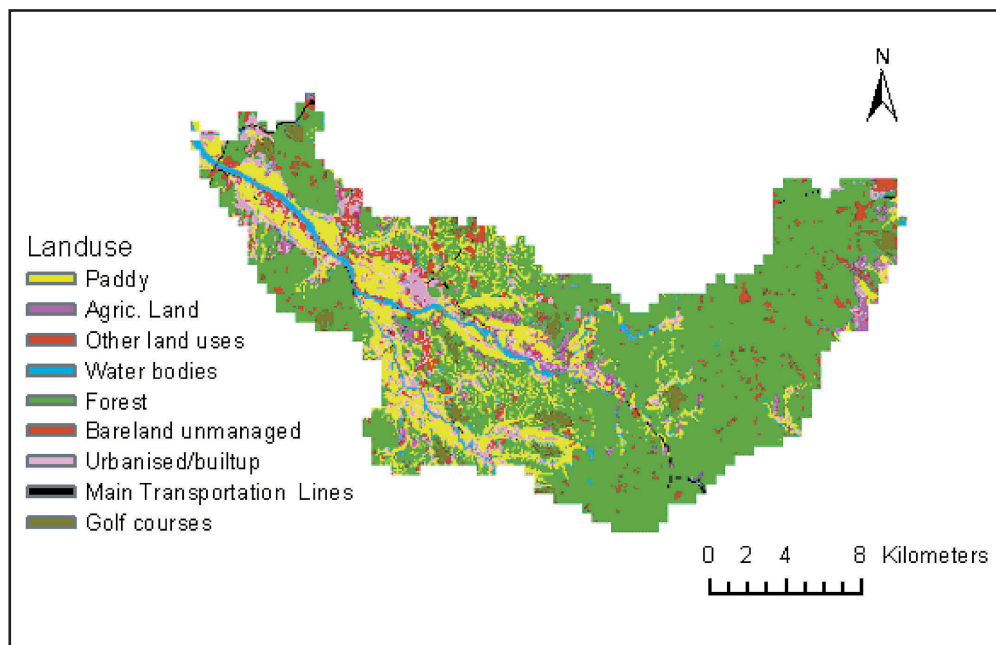 N
Landuse
Paddy
Agric. Land
Other land uses
Water bodies
Forest
Bareland unmanaged
Urbanised/builtup
Main Transportation Lines
Golf courses
0 2 4 8 Kilometers